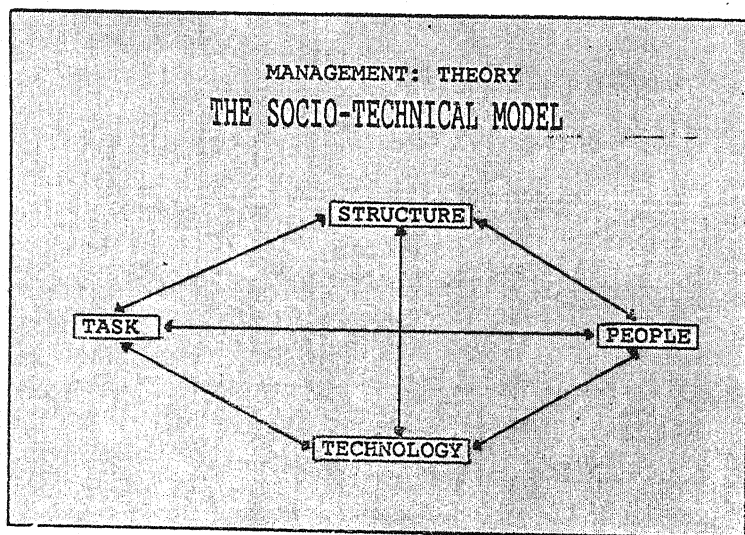 MANAGEMENT: THEORY
THE SOCIO-TECHNICAL MODEL
STRUCTURE
TASK
PEOPLE
TECHNOLOGY